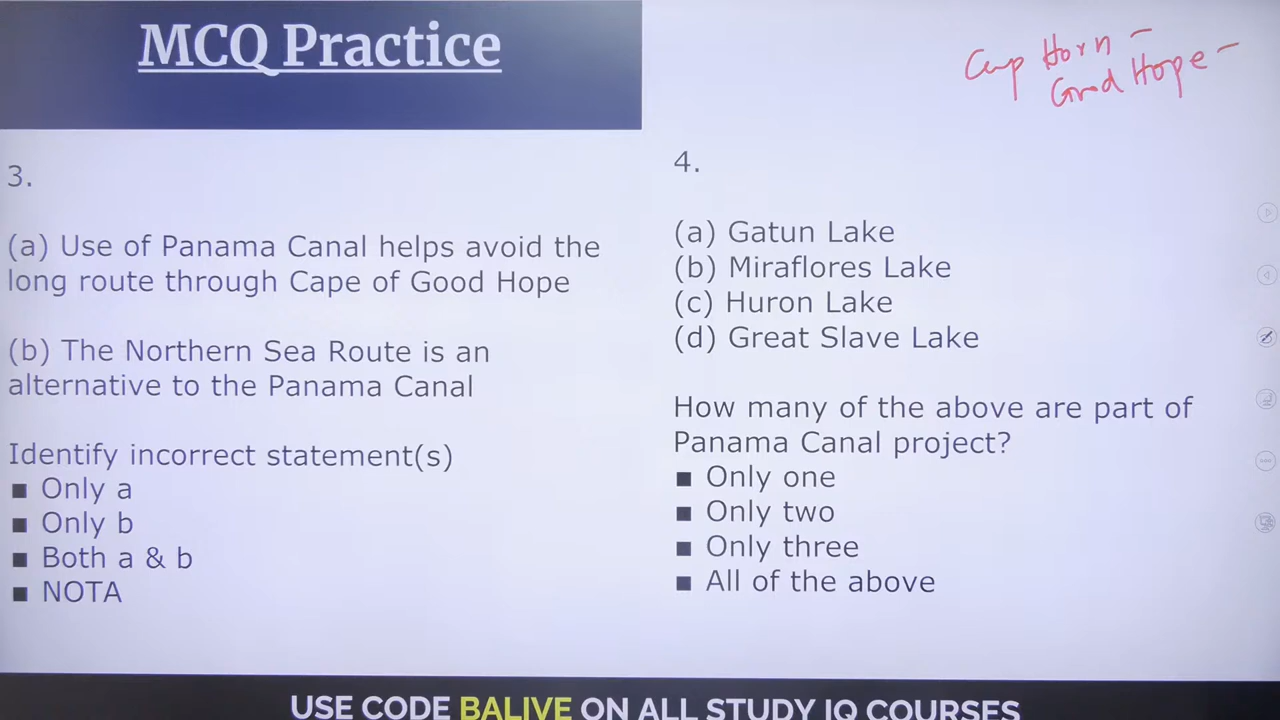 MCQ Practice
Cap Horn -
Good Hope -
3.
(a) Use of Panama Canal helps avoid the
long route through Cape of Good Hope
(b) The Northern Sea Route is an
alternative to the Panama Canal
Identify incorrect statement(s)
■ Only a
■ Only b
■ Both a & b
■ NOTA
4.
(a) Gatun Lake
(b) Miraflores Lake
(c) Huron Lake
(d) Great Slave Lake
How many of the above are part of
Panama Canal project?
■ Only one
■ Only two
■ Only three
■ All of the above
USE CODE BALIVE ON ALL STUDY IQ COURSES